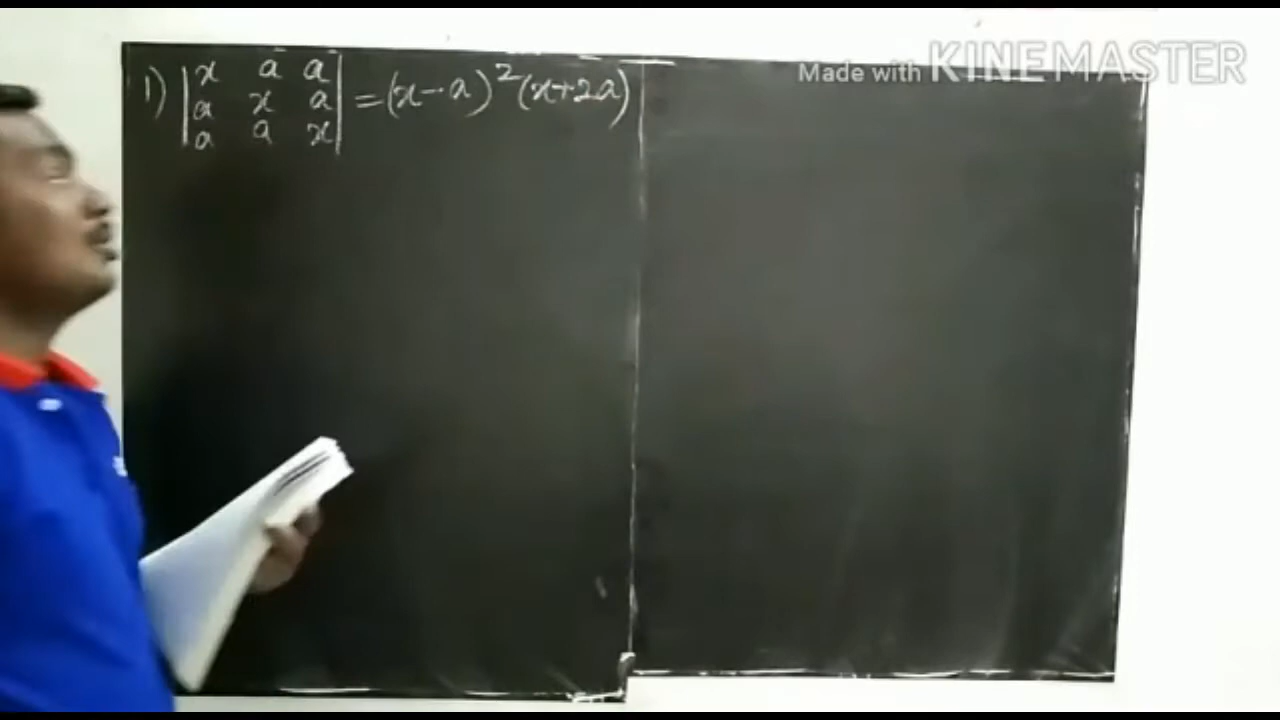 Made with KINEMASTER
1) | x a a |
| a x a | = (x-a)² (x+2a)
| a a x |